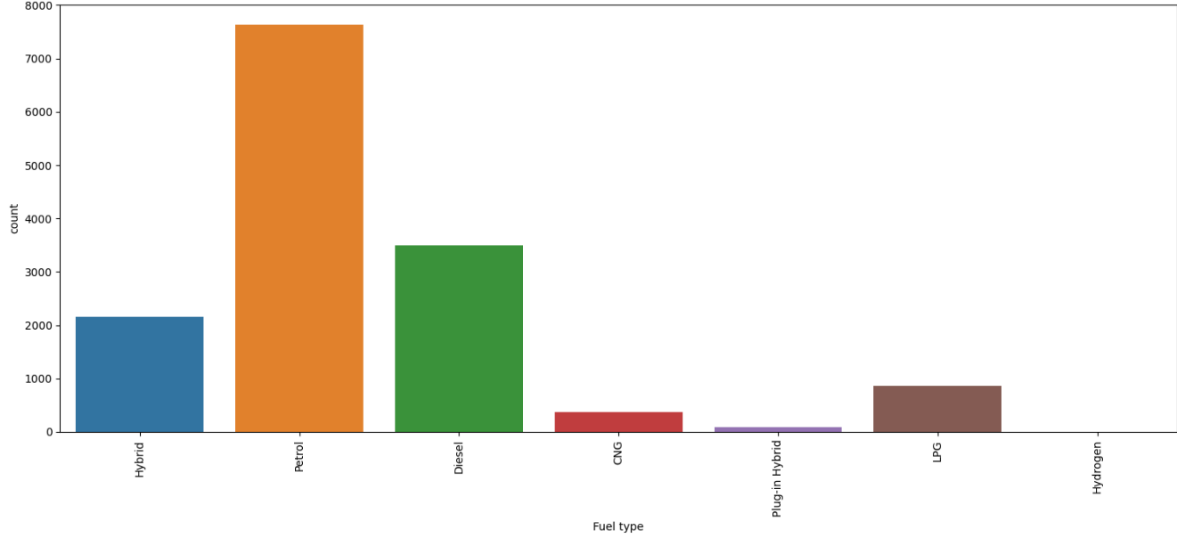 8000
7000
6000
5000
4000
3000
2000
1000
0
count
Hybrid
Petrol
Diesel
CNG
Plug-in Hybrid
LPG
Hydrogen
Fuel type